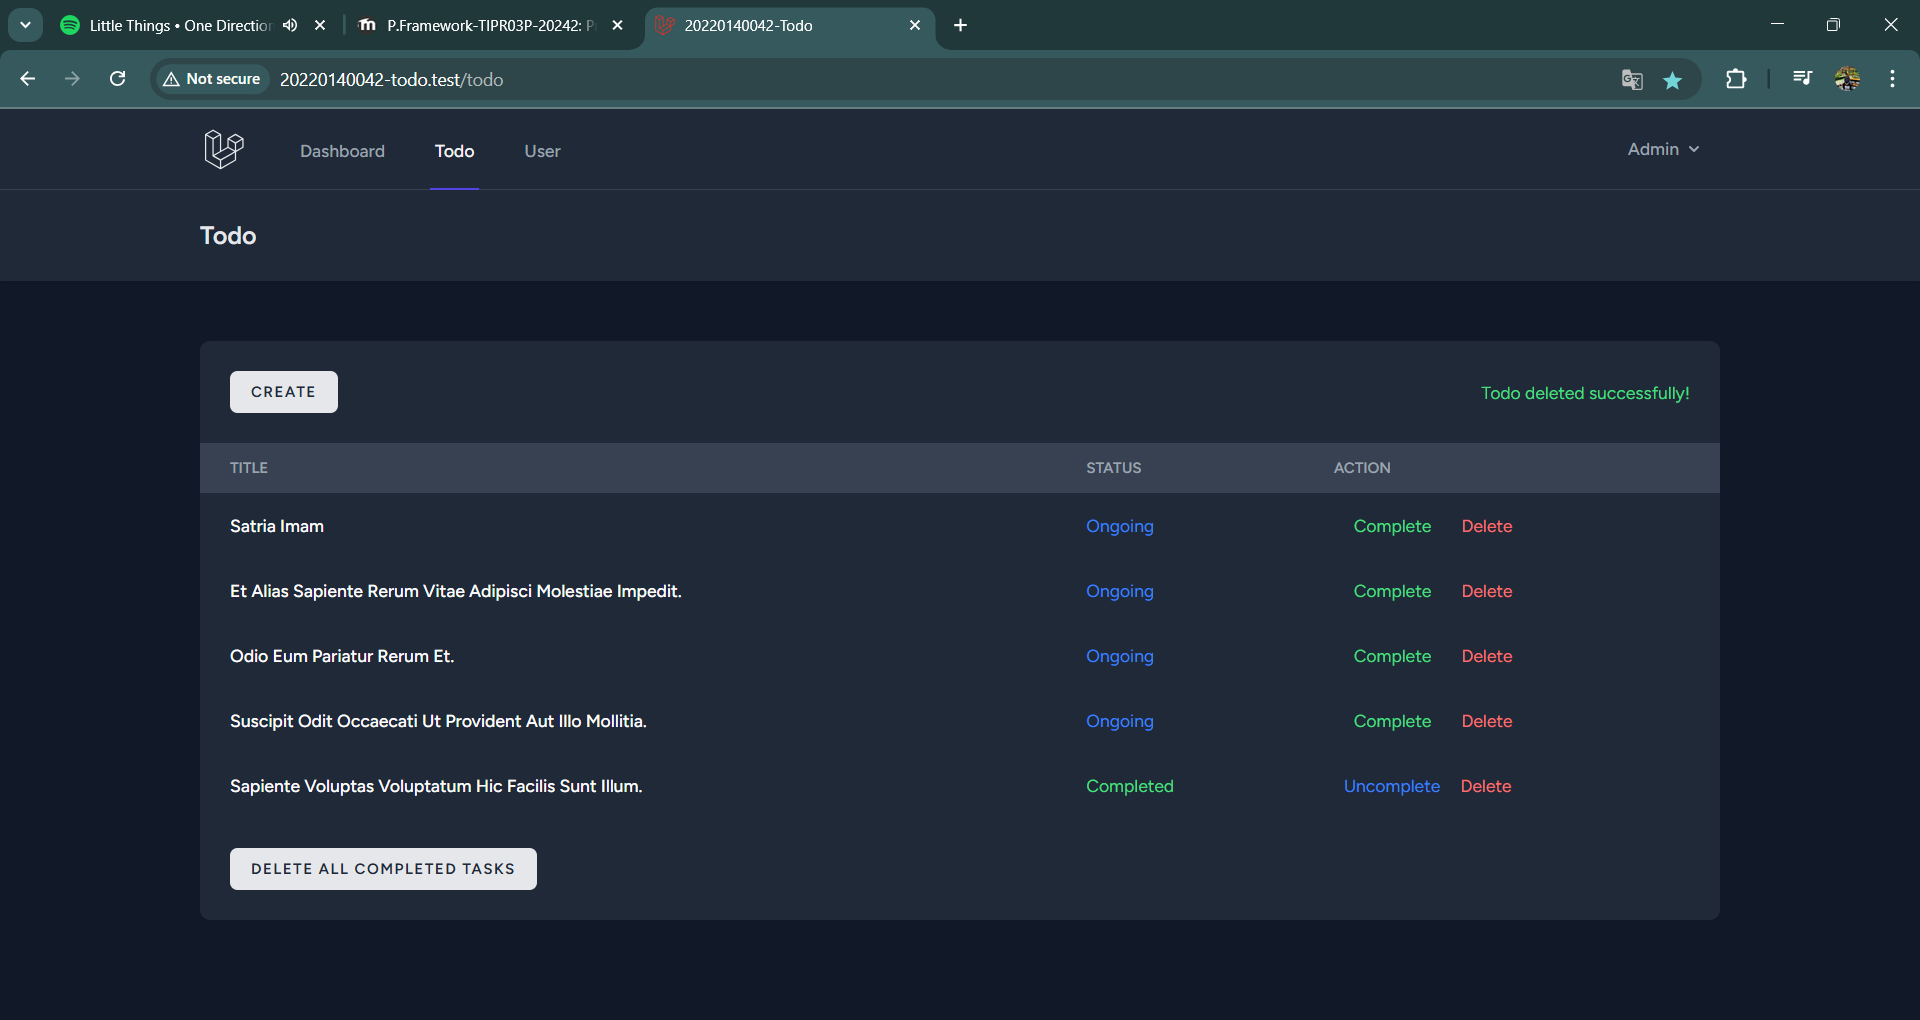 Little Things • One Direction
P.Framework-TIPR03P-20242: P
20220140042-Todo
Not secure
20220140042-todo.test/todo
Dashboard
Todo
User
Admin
Todo
CREATE
Todo deleted successfully!
TITLE STATUS ACTION
Satria Imam Ongoing Complete Delete
Et Alias Sapiente Rerum Vitae Adipisci Molestiae Impedit. Ongoing Complete Delete
Odio Eum Pariatur Rerum Et. Ongoing Complete Delete
Suscipit Odit Occaecati Ut Provident Aut Illo Mollitia. Ongoing Complete Delete
Sapiente Voluptas Voluptatum Hic Facilis Sunt Illum. Completed Uncomplete Delete
DELETE ALL COMPLETED TASKS